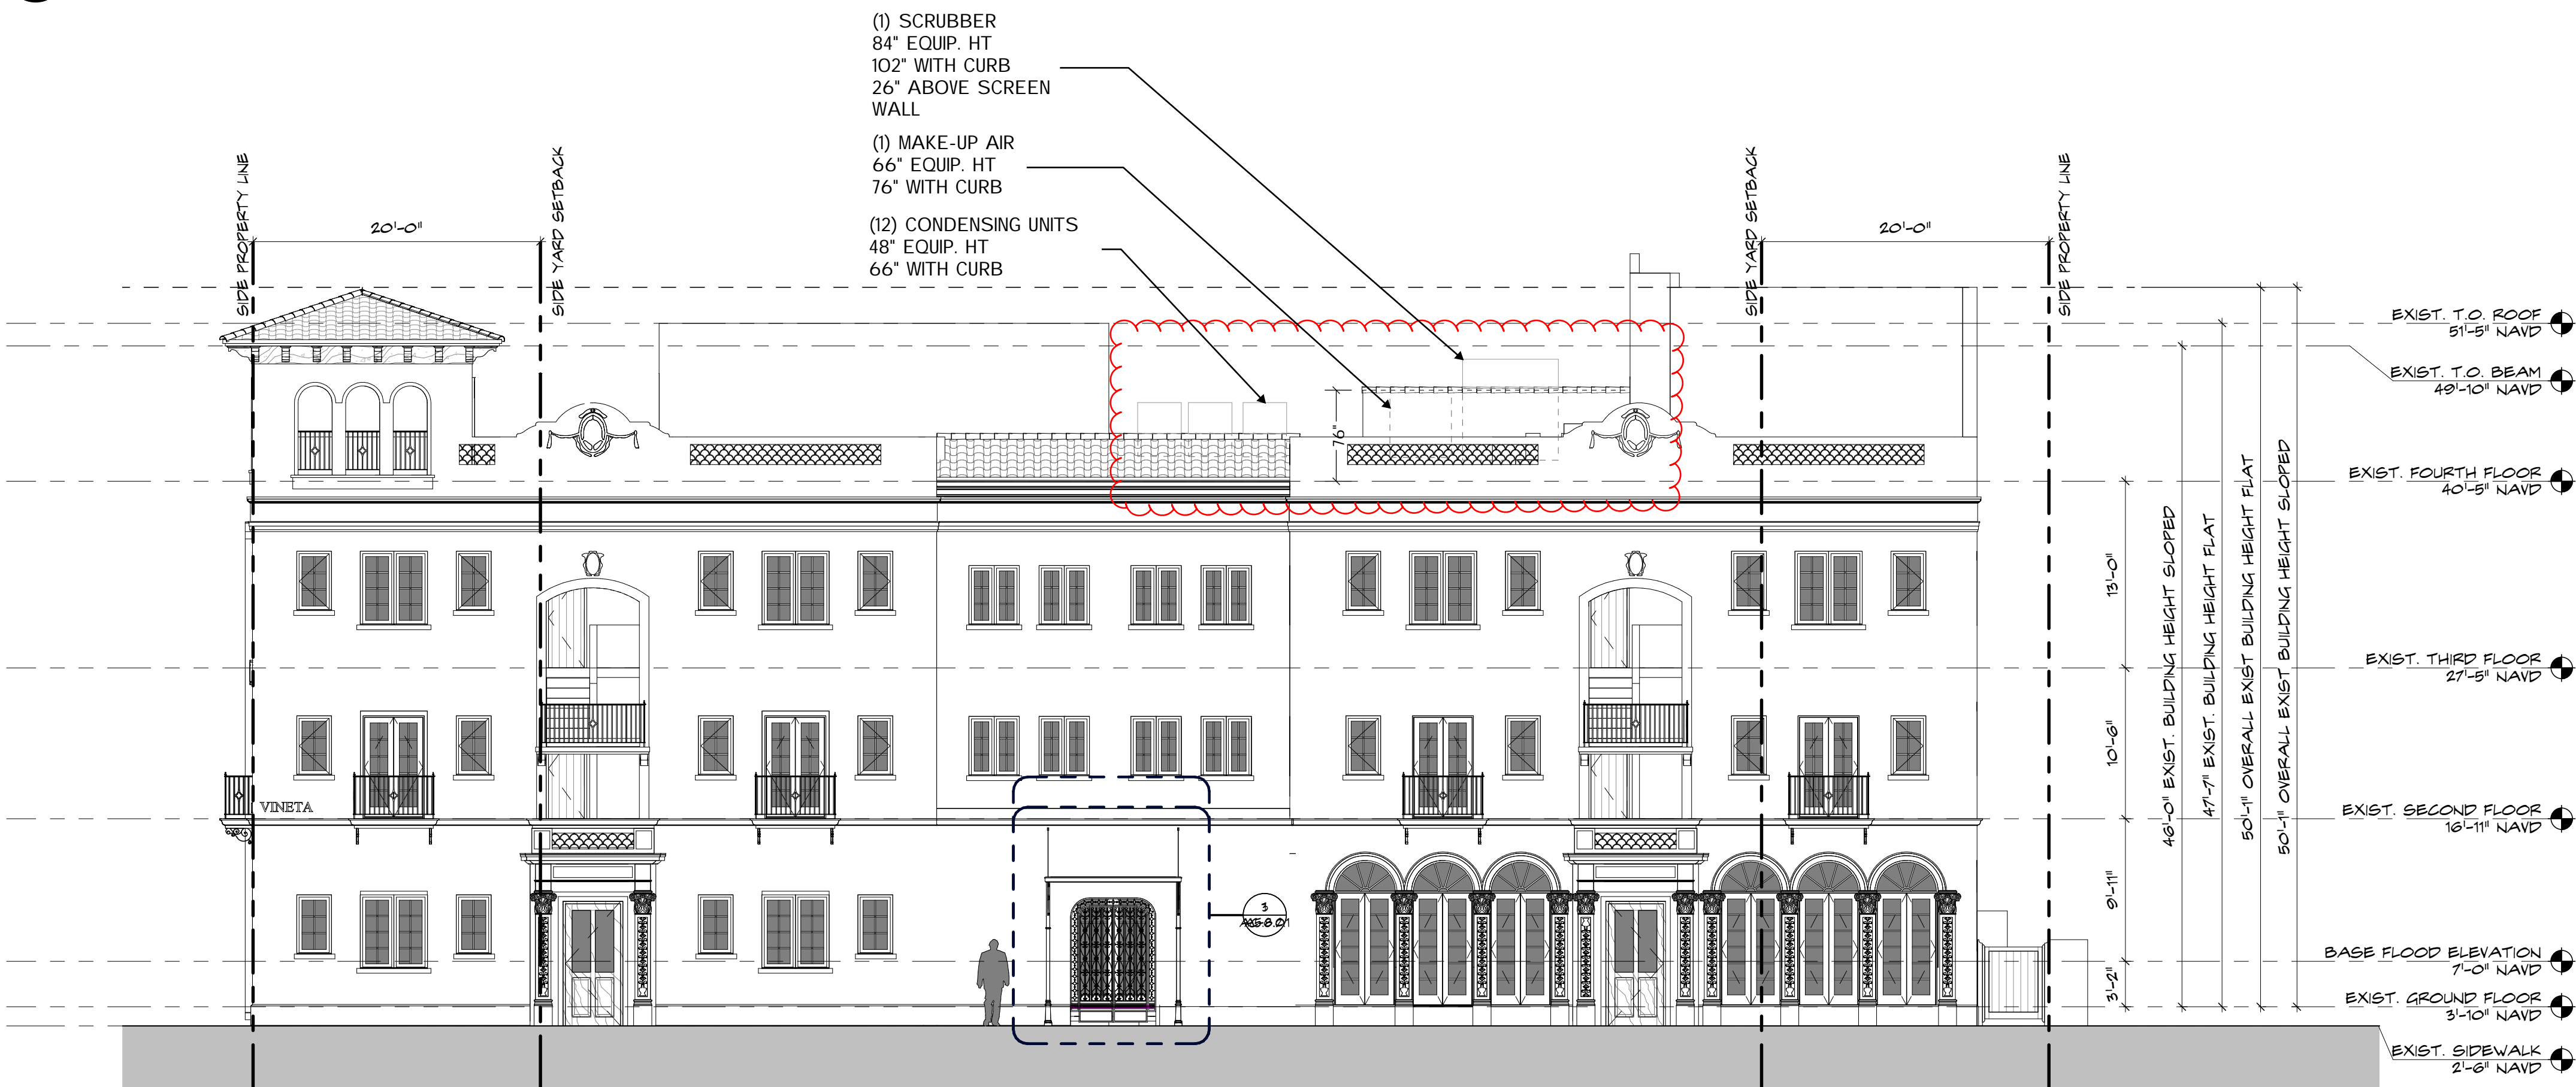 (1) SCRUBBER
84" EQUIP. HT
102" WITH CURB
26" ABOVE SCREEN
WALL
(1) MAKE-UP AIR
66" EQUIP. HT
76" WITH CURB
(12) CONDENSING UNITS
48" EQUIP. HT
66" WITH CURB
SIDE PROPERTY LINE
20'-0"
SIDE YARD SETBACK
SIDE YARD SETBACK
20'-0"
SIDE PROPERTY LINE
76"
VINETA
3
13'-0"
10'-6"
9'-11"
3'-2"
46'-0" EXIST. BUILDING HEIGHT SLOPED
47'-7" EXIST. BUILDING HEIGHT FLAT
50'-1" OVERALL EXIST BUILDING HEIGHT FLAT
50'-1" OVERALL EXIST BUILDING HEIGHT SLOPED
EXIST. T.O. ROOF
51'-5" NAVD
EXIST. T.O. BEAM
49'-10" NAVD
EXIST. FOURTH FLOOR
40'-5" NAVD
EXIST. THIRD FLOOR
27'-5" NAVD
EXIST. SECOND FLOOR
16'-11" NAVD
BASE FLOOD ELEVATION
7'-0" NAVD
EXIST. GROUND FLOOR
3'-10" NAVD
EXIST. SIDEWALK
2'-6" NAVD